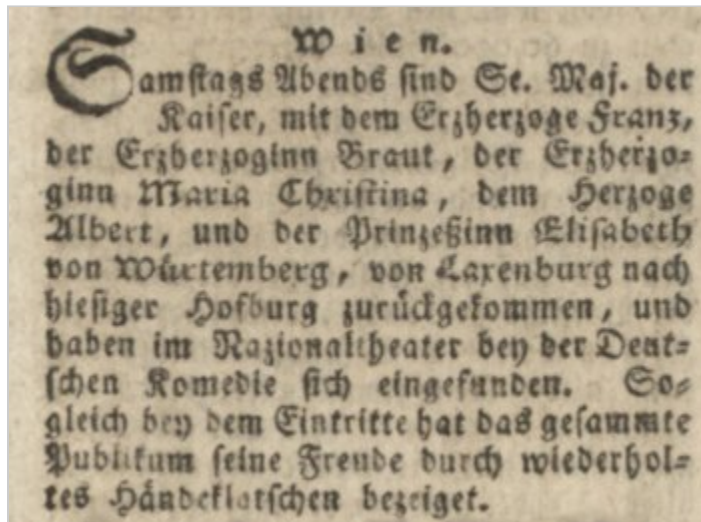 Wien.
Samſtags Abends ſind Se. Maj. der
Kaiſer, mit dem Erzherzoge Franz,
der Erzherzoginn Braut, der Erzherzo⸗
ginn Maria Chriſtina, dem Herzoge
Albert, und der Prinzeßinn Eliſabeth
von Würtemberg, von Laxenburg nach
hieſiger Hofburg zurückgekommen, und
haben im Nazionaltheater bey der Deut⸗
ſchen Komedie ſich eingefunden. So⸗
gleich bey dem Eintritte hat das geſammte
Publikum ſeine Freude durch wiederhol⸗
tes Händeklatſchen bezeiget.